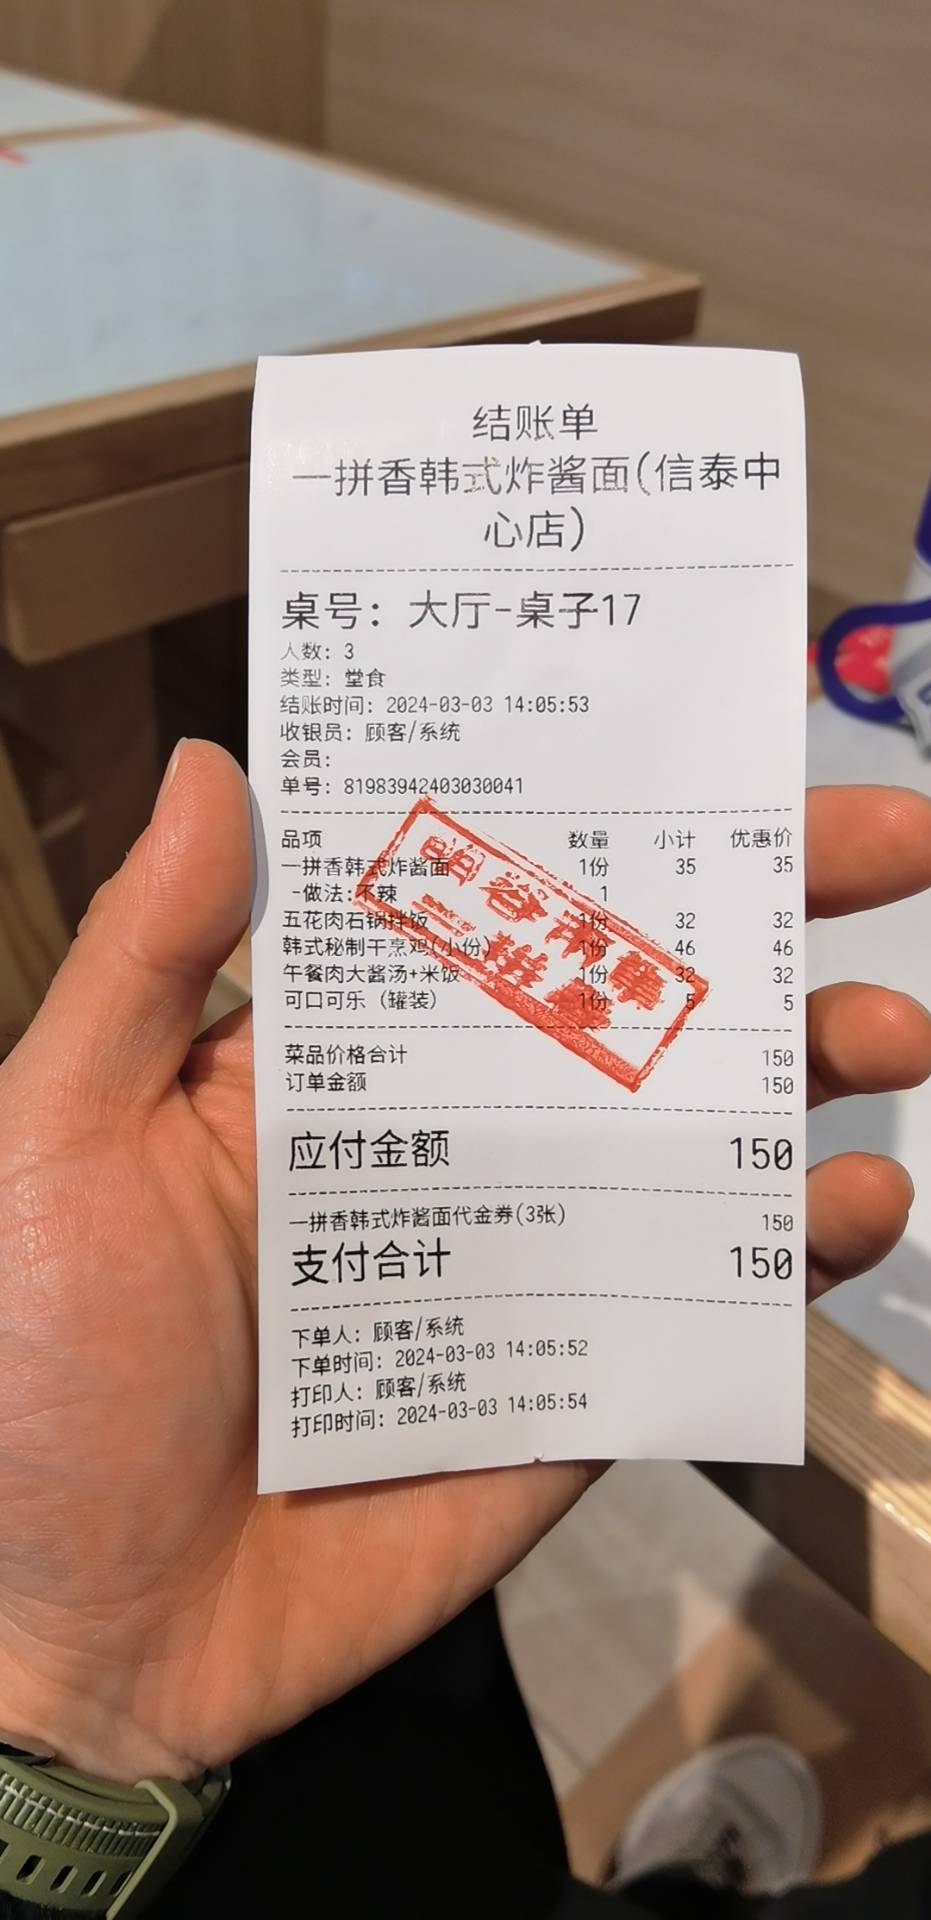 结账单
一拼香韩式炸酱面(信泰中
心店)
桌号: 大厅-桌子17
人数: 3
类型: 堂食
结账时间: 2024-03-03 14:05:53
收银员: 顾客/系统
会员:
单号: 81983942403030041
品项 数量 小计 优惠价
一拼香韩式炸酱面 1份 35 35
-做法:不辣 1
五花肉石锅拌饭 1份 32 32
韩式秘制干烹鸡(小份) 1份 46 46
午餐肉大酱汤+米饭 1份 32 32
可口可乐（罐装） 1份 5 5
菜品价格合计 150
订单金额 150
应付金额 150
一拼香韩式炸酱面代金券(3张) 150
支付合计 150
下单人: 顾客/系统
下单时间: 2024-03-03 14:05:52
打印人: 顾客/系统
打印时间: 2024-03-03 14:05:54